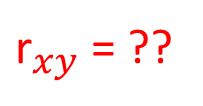 rxy = ??